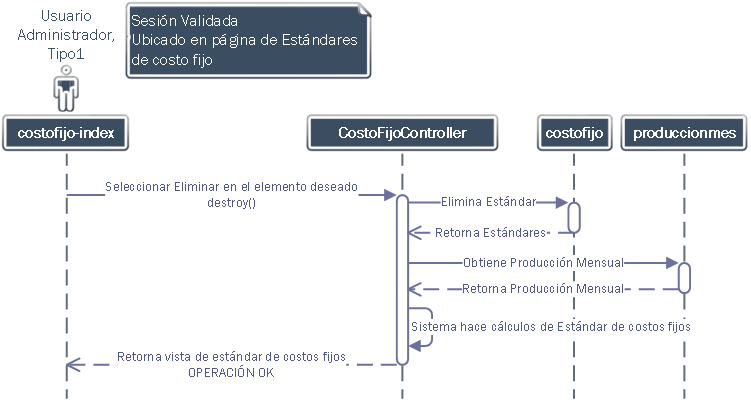 Usuario
Administrador,
Tipo1
Sesión Validada
Ubicado en página de Estándares
de costo fijo
costofijo-index
CostoFijoController
costofijo
produccionmes
Seleccionar Eliminar en el elemento deseado
destroy()
Elimina Estándar
Retorna Estándares
Obtiene Producción Mensual
Retorna Producción Mensual
Sistema hace cálculos de Estándar de costos fijos
Retorna vista de estándar de costos fijos
OPERACIÓN OK